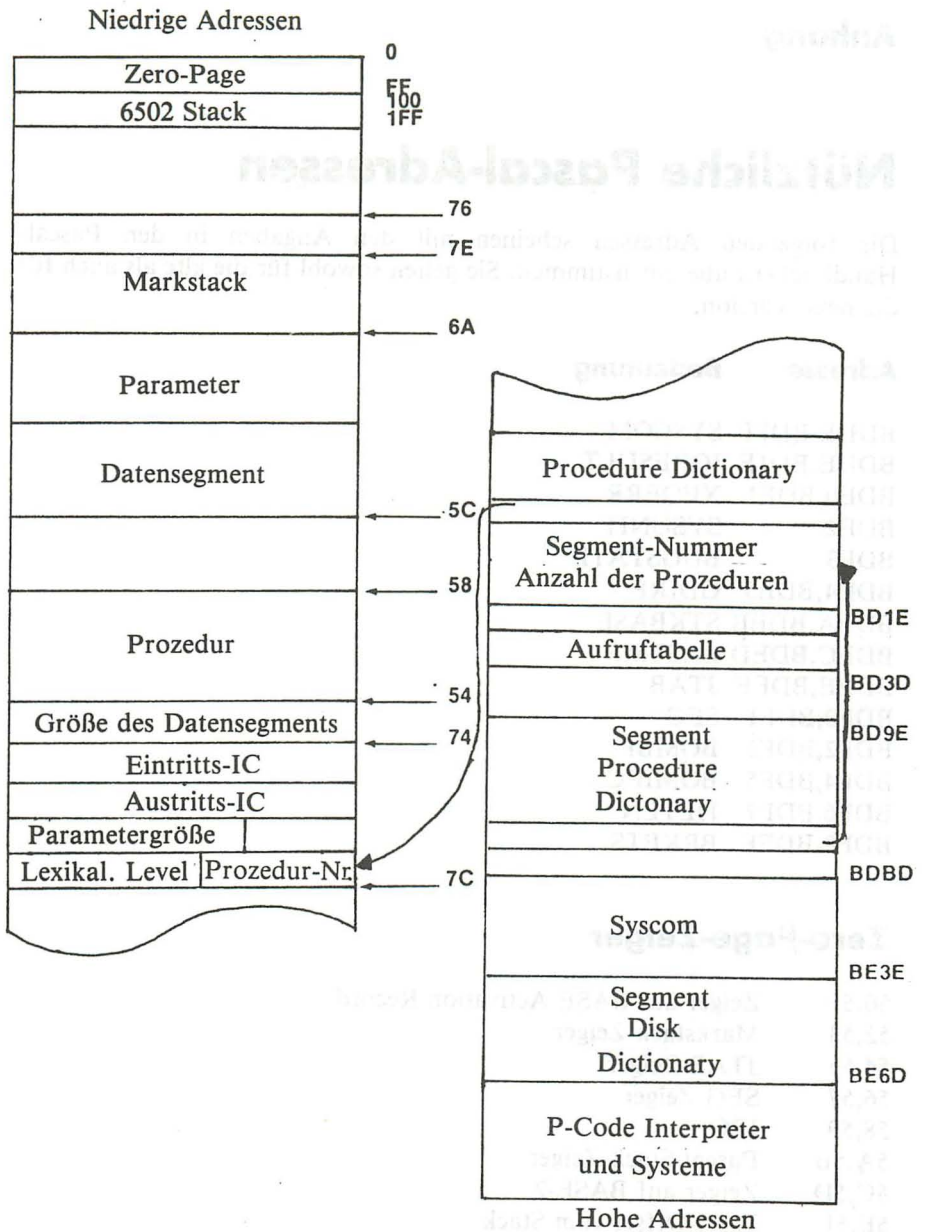 Niedrige Adressen
0
Zero-Page
FF
100
6502 Stack
1FF
76
7E
Markstack
6A
Parameter
Datensegment
5C
58
Prozedur
54
Größe des Datensegments
74
Eintritts-IC
Austritts-IC
Parametergröße
Lexikal. Level Prozedur-Nr.
7C
Procedure Dictionary
Segment-Nummer
Anzahl der Prozeduren
BD1E
Aufruftabelle
BD3D
BD9E
Segment
Procedure
Dictonary
BDBD
Syscom
BE3E
Segment
Disk
Dictionary
BE6D
P-Code Interpreter
und Systeme
Hohe Adressen